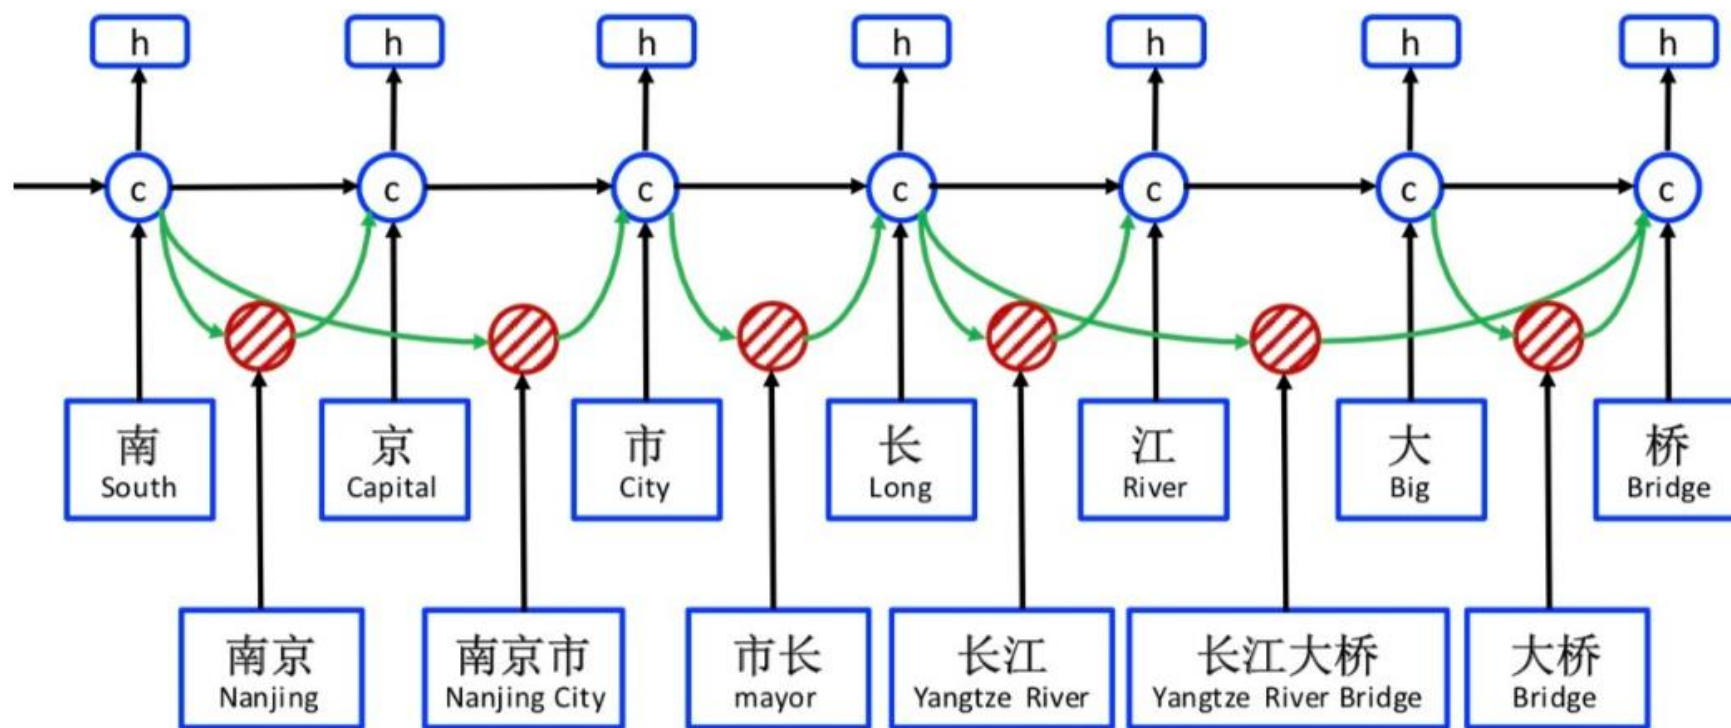 h h h h h h h
c c c c c c c
南 京 市 长 江 大 桥
South Capital City Long River Big Bridge
南京 南京市 市长 长江 长江大桥 大桥
Nanjing Nanjing City mayor Yangtze River Yangtze River Bridge Bridge